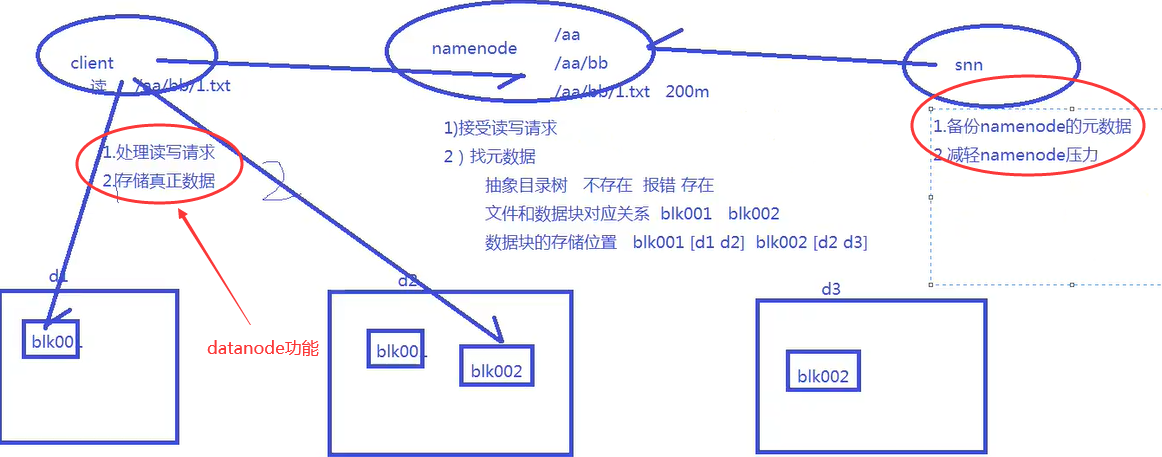 client
读 /aa/bb/1.txt
namenode
/aa
/aa/bb
/aa/bb/1.txt 200m
snn
1)接受读写请求
2）找元数据
抽象目录树 不存在 报错 存在
文件和数据块对应关系 blk001 blk002
数据块的存储位置 blk001 [d1 d2] blk002 [d2 d3]
1.备份namenode的元数据
2.减轻namenode压力
1.处理读写请求
2.存储真正数据
2
datanode功能
d1
blk001
d2
blk001
blk002
d3
blk002